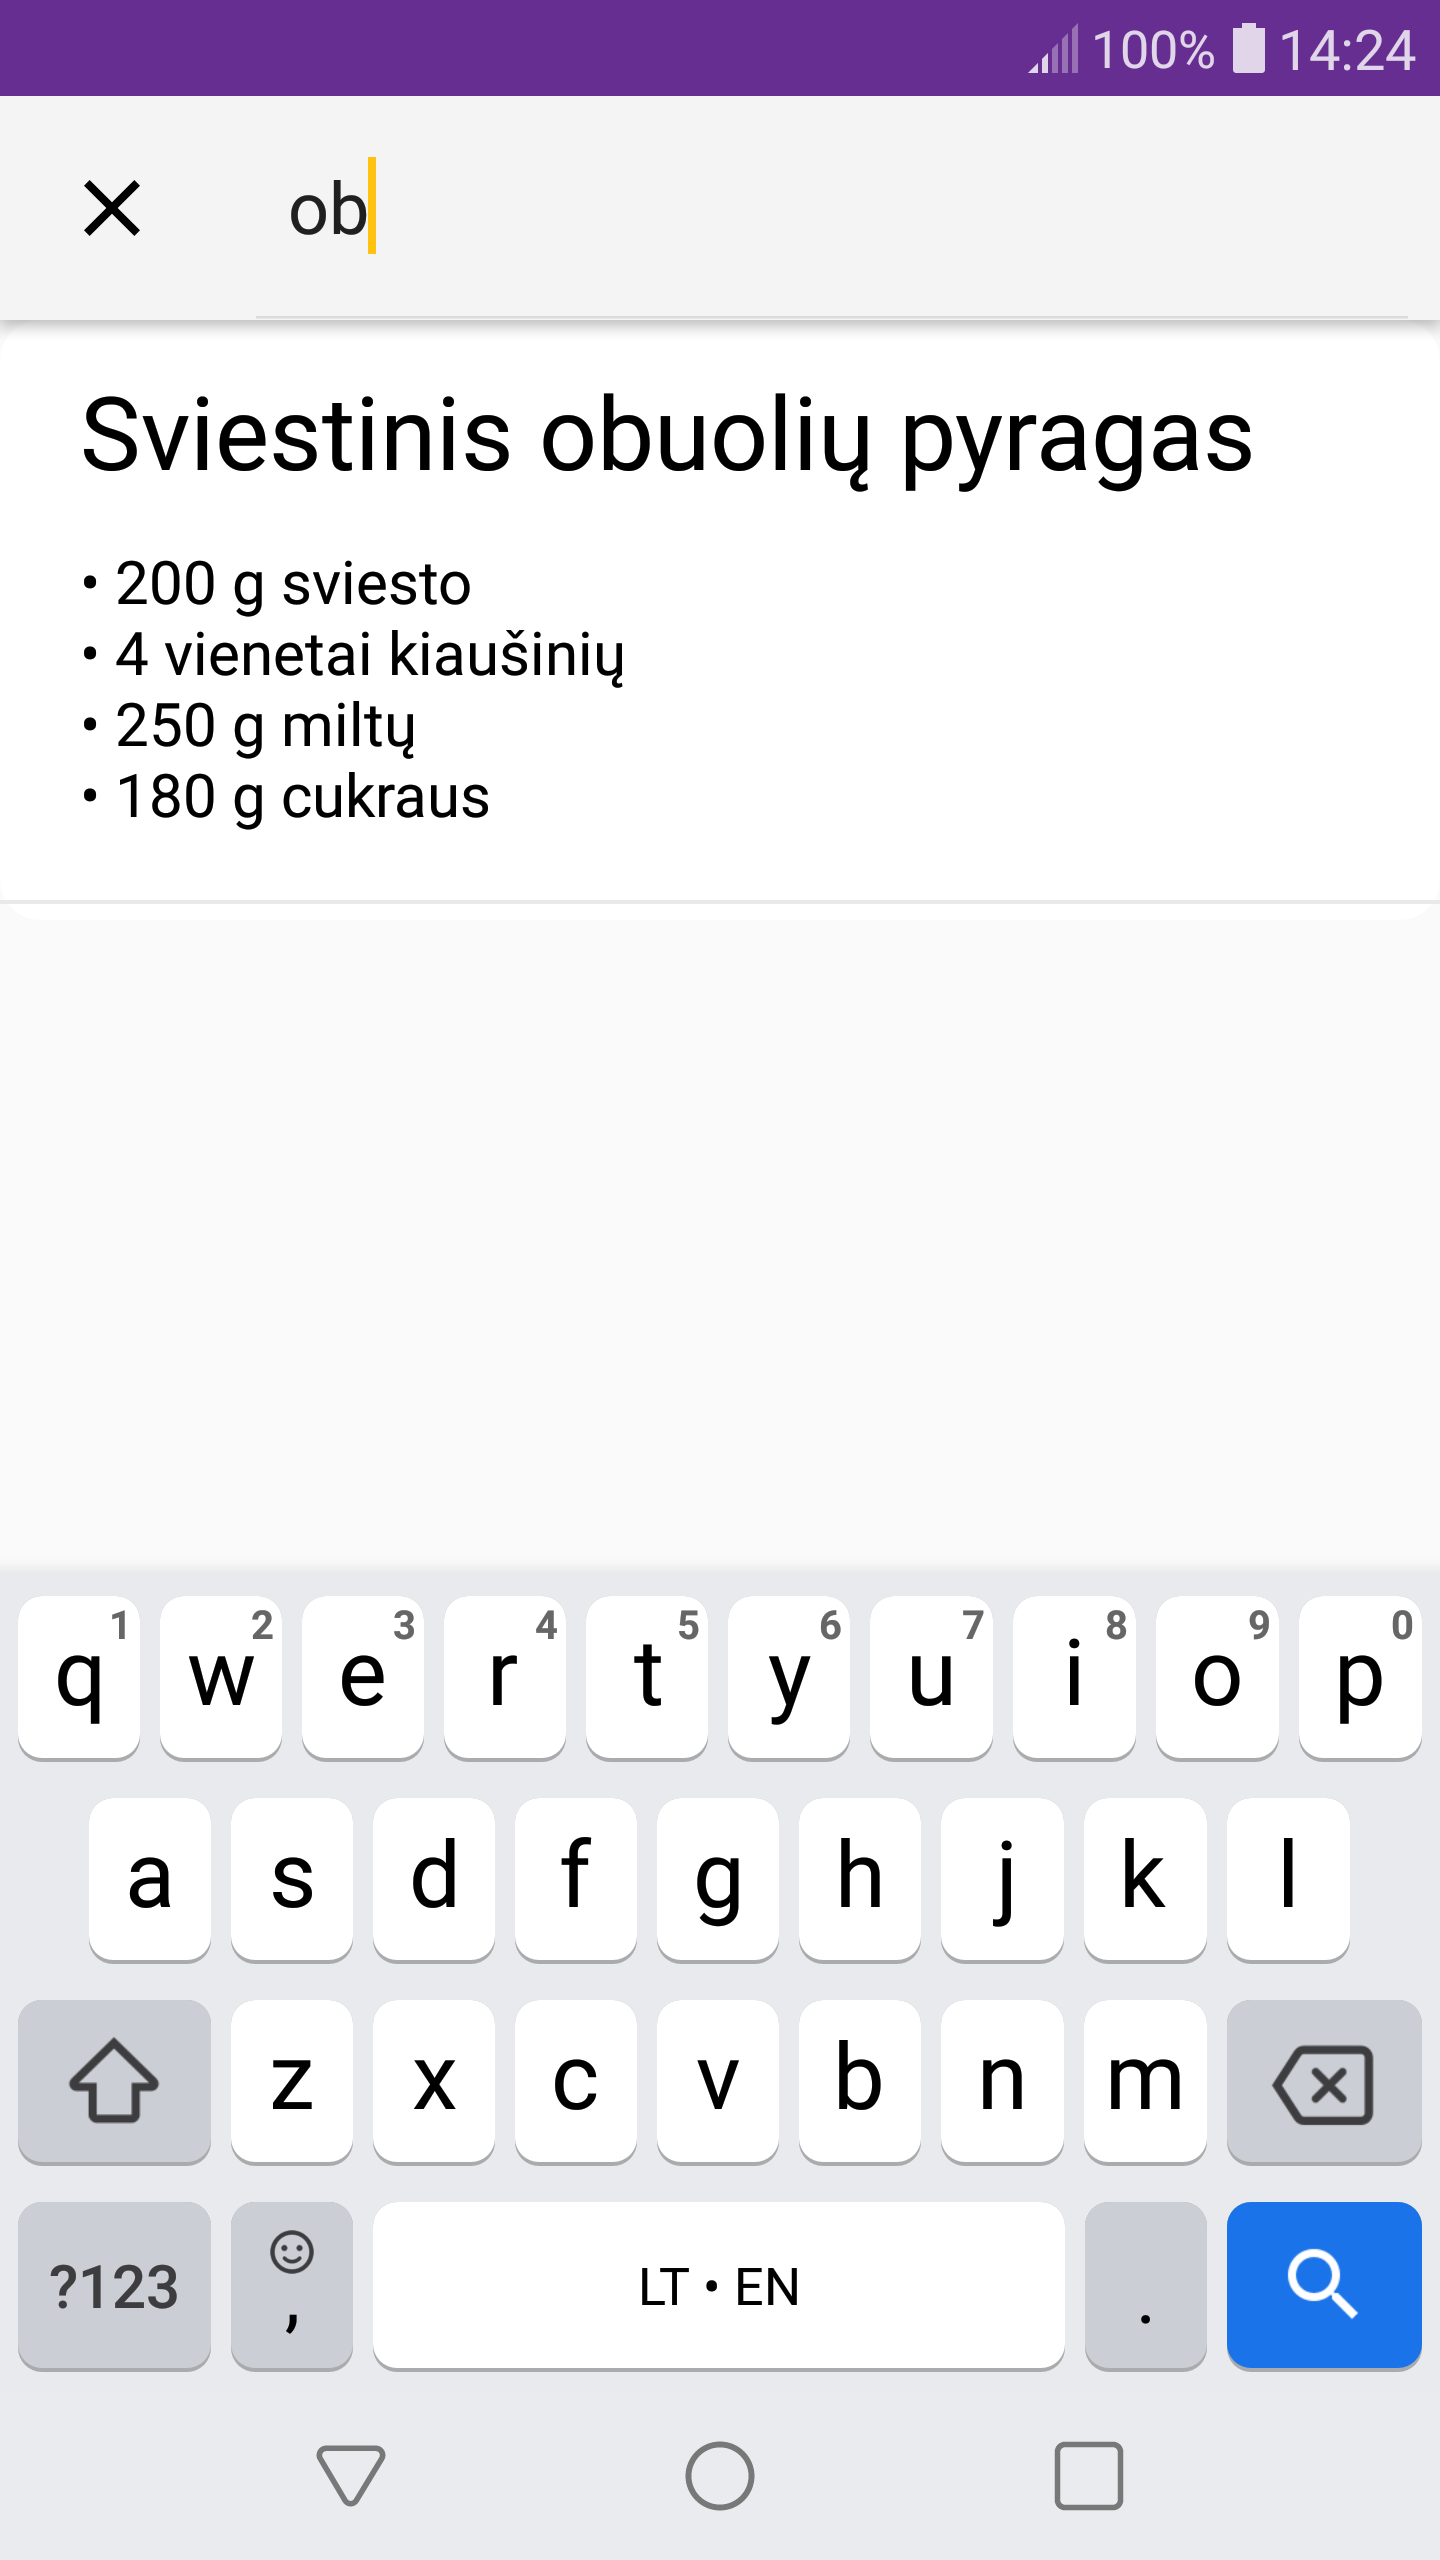 100% 14:24
ob
Sviestinis obuolių pyragas
• 200 g sviesto
• 4 vienetai kiaušinių
• 250 g miltų
• 180 g cukraus
1 2 3 4 5 6 7 8 9 0
q w e r t y u i o p
a s d f g h j k l
z x c v b n m
?123 , LT • EN .